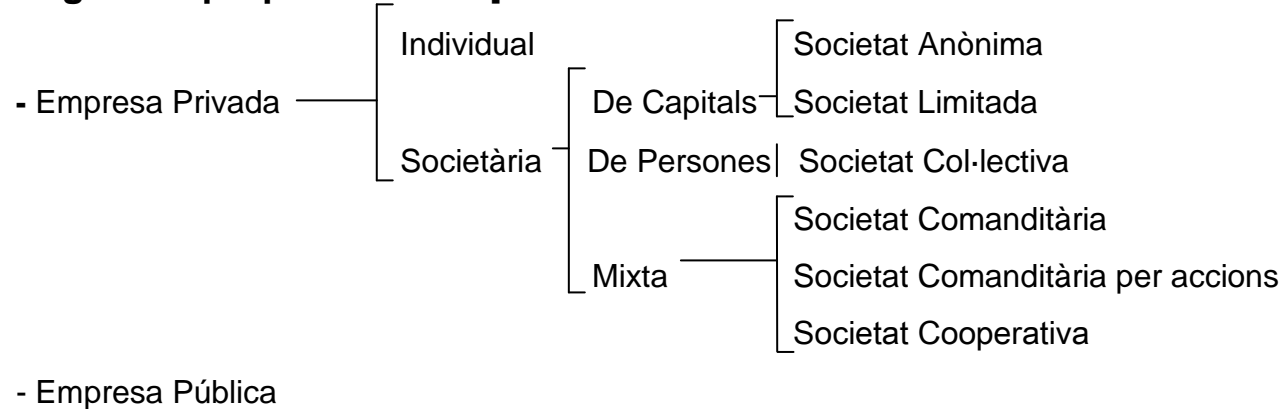 Individual
Societat Anònima
- Empresa Privada
De Capitals
Societat Limitada
Societària
De Persones
Societat Col·lectiva
Societat Comanditària
Mixta
Societat Comanditària per accions
Societat Cooperativa
- Empresa Pública